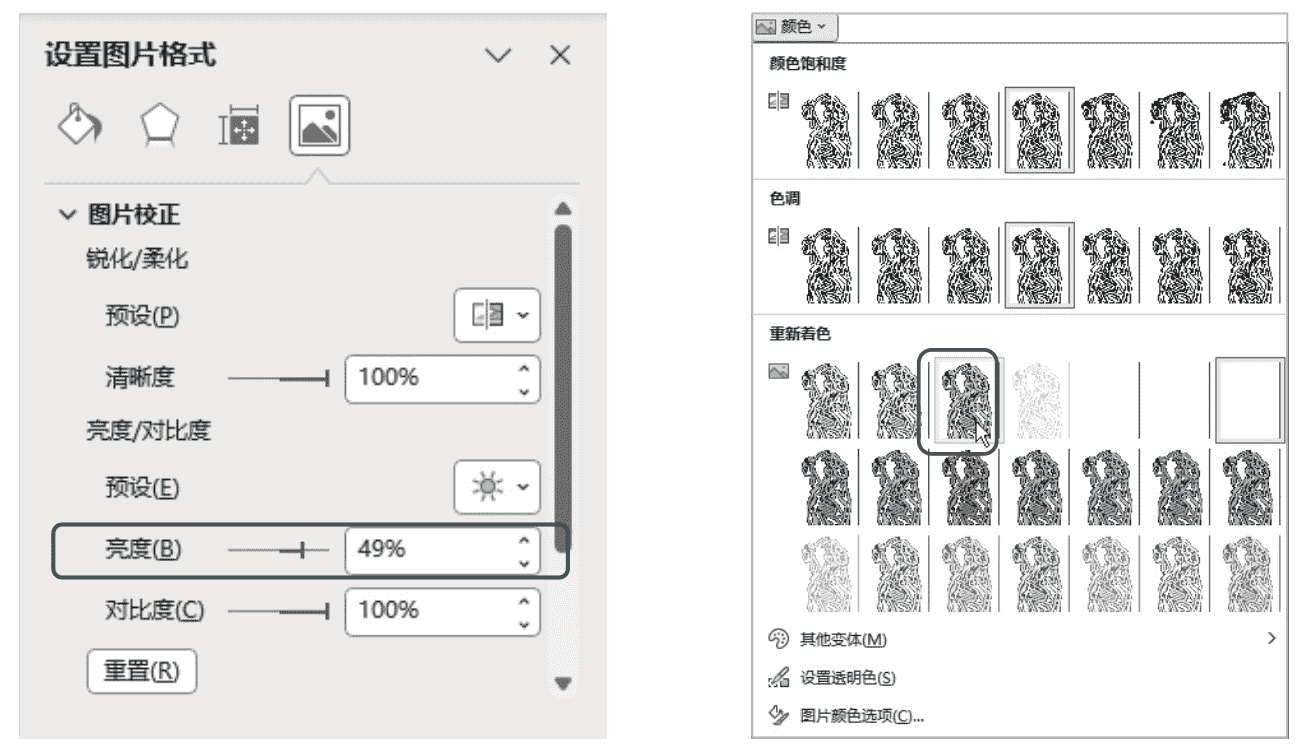 设置图片格式
图片校正
锐化/柔化
预设(P)
清晰度 100%
亮度/对比度
预设(E)
亮度(B) 49%
对比度(C) 100%
重置(R)
颜色
颜色饱和度
色调
重新着色
其他变体(M)
设置透明色(S)
图片颜色选项(C)...